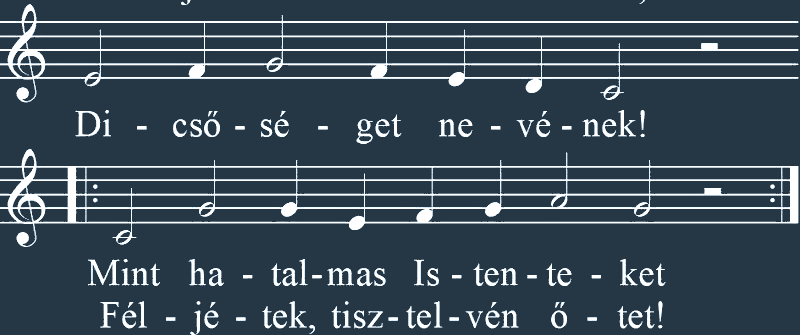 Di - cső - sé - get ne - vé - nek!
Mint ha - tal - mas Is - ten - te - ket
Fél - jé - tek, tisz - tel - vén ő - tet!